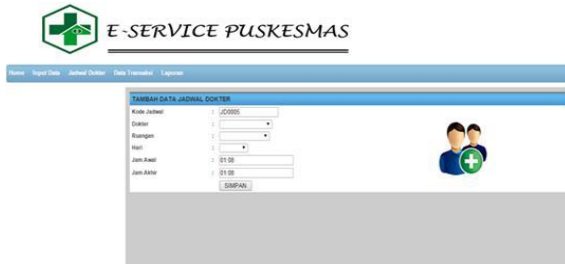 E-SERVICE PUSKESMAS
Home Input Data Jadwal Dokter Data Transaksi Laporan
TAMBAH DATA JADWAL DOKTER
Kode Jadwal : JD0005
Dokter :
Ruangan :
Hari :
Jam Awal : 01:08
Jam Akhir : 01:08
SIMPAN